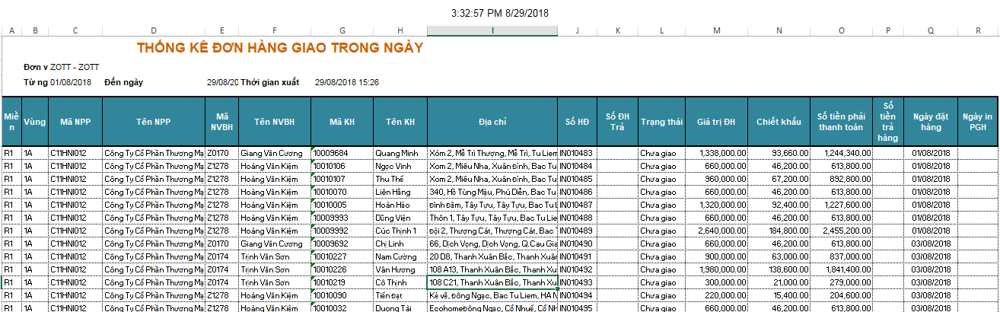 3:32:57 PM 8/29/2018
A B C D E F G H I J K L M N O P Q R
THỐNG KÊ ĐƠN HÀNG GIAO TRONG NGÀY
Đơn v ZOTT - ZOTT
Từ ng 01/08/2018 Đến ngày 29/08/20 Thời gian xuất 29/08/2018 15:26
Miền Vùng Mã NPP Tên NPP Mã NVBH Tên NVBH Mã KH Tên KH Địa chỉ Số HĐ Số ĐH Trả Trạng thái Giá trị ĐH Chiết khấu Số tiền phải thanh toán Số tiền trả hàng Ngày đặt hàng Ngày in PGH
R1 1A C11HNI012 Công Ty Cổ Phần Thương Mạ Z0170 Giang Văn Cương 10009684 Quang Minh Xóm 2, Mễ Trì Thượng, Mễ Trì, Tu Liem IN010483 Chưa giao 1,338,000.00 93,660.00 1,244,340.00 01/08/2018
R1 1A C11HNI012 Công Ty Cổ Phần Thương Mạ Z1278 Hoàng Văn Kiệm 10010106 Ngọc Vinh Xom 2, Miêu Nha, Xuân Đỉnh, Bac Tu IN010484 Chưa giao 660,000.00 46,200.00 613,800.00 01/08/2018
R1 1A C11HNI012 Công Ty Cổ Phần Thương Mạ Z1278 Hoàng Văn Kiệm 10010107 Thu Thế Xom 2, Miêu Nha, Xuân Đỉnh, Bac Tu IN010485 Chưa giao 960,000.00 67,200.00 892,800.00 01/08/2018
R1 1A C11HNI012 Công Ty Cổ Phần Thương Mạ Z1278 Hoàng Văn Kiệm 10010070 Liên Hằng 340, Hồ Tùng Mậu, Phú Diễn, Bac Tu IN010486 Chưa giao 660,000.00 46,200.00 613,800.00 01/08/2018
R1 1A C11HNI012 Công Ty Cổ Phần Thương Mạ Z1278 Hoàng Văn Kiệm 10010005 Hoàn Hảo Đình Đăm, Tây Tựu, Tây Tựu, Bac Tu L IN010487 Chưa giao 1,320,000.00 92,400.00 1,227,600.00 01/08/2018
R1 1A C11HNI012 Công Ty Cổ Phần Thương Mạ Z1278 Hoàng Văn Kiệm 10009933 Dũng Viện Thôn 1, Tây Tựu, Tây Tựu, Bac Tu Lie IN010488 Chưa giao 660,000.00 46,200.00 613,800.00 01/08/2018
R1 1A C11HNI012 Công Ty Cổ Phần Thương Mạ Z1278 Hoàng Văn Kiệm 10009992 Cúc Thịnh 1 Đội 2, Thượng Cát, Thượng Cát, Bac IN010489 Chưa giao 2,640,000.00 184,800.00 2,455,200.00 01/08/2018
R1 1A C11HNI012 Công Ty Cổ Phần Thương Mạ Z0170 Giang Văn Cương 10009692 Chị Linh 66, Dịch Vọng, Dịch Vọng, Q.Cau Gia IN010490 Chưa giao 660,000.00 46,200.00 613,800.00 03/08/2018
R1 1A C11HNI012 Công Ty Cổ Phần Thương Mạ Z0174 Trịnh Văn Sơn 10010227 Nam Cường 20 D8, Thanh Xuân Bắc, Thanh Xuân IN010491 Chưa giao 900,000.00 63,000.00 837,000.00 03/08/2018
R1 1A C11HNI012 Công Ty Cổ Phần Thương Mạ Z0174 Trịnh Văn Sơn 10010226 Vân Hương 108 A13, Thanh Xuân Bắc, Thanh Xu IN010492 Chưa giao 1,980,000.00 138,600.00 1,841,400.00 03/08/2018
R1 1A C11HNI012 Công Ty Cổ Phần Thương Mạ Z0174 Trịnh Văn Sơn 10010219 Cô Thịnh 108 C21, Thanh Xuân Bắc, Thanh Xu IN010493 Chưa giao 300,000.00 21,000.00 279,000.00 03/08/2018
R1 1A C11HNI012 Công Ty Cổ Phần Thương Mạ Z1278 Hoàng Văn Kiệm 10010090 Tiến Đạt Kẻ vẽ, Đông Ngạc, Bac Tu Liem, HA N IN010494 Chưa giao 220,000.00 15,400.00 204,600.00 03/08/2018
R1 1A C11HNI012 Công Ty Cổ Phần Thương Mạ Z1278 Hoàng Văn Kiệm 10010032 Duong Tài EcohomeĐông Ngạc, Cổ Nhuế, Cổ Nh IN010495 Chưa giao 660,000.00 46,200.00 613,800.00 03/08/2018